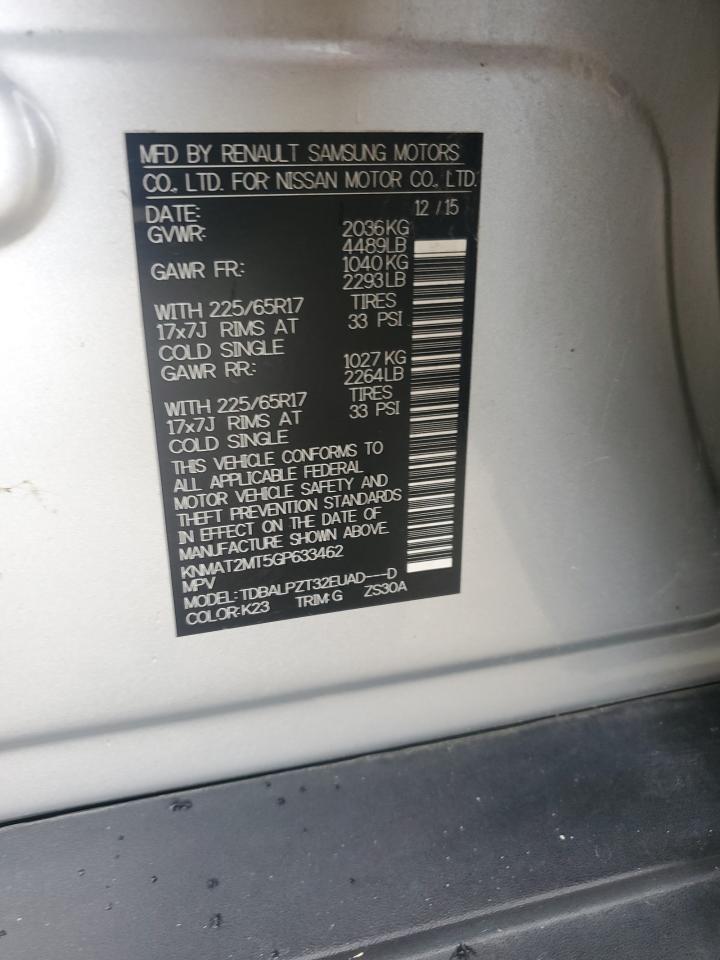 MFD BY RENAULT SAMSUNG MOTORS
CO., LTD. FOR NISSAN MOTOR CO., LTD.
DATE: 12 / 15
GVWR: 2036KG
4489LB
GAWR FR: 1040KG
2293LB
WITH 225/65R17 TIRES
17x7J RIMS AT 33 PSI
COLD SINGLE
GAWR RR: 1027KG
2264LB
WITH 225/65R17 TIRES
17x7J RIMS AT 33 PSI
COLD SINGLE
THIS VEHICLE CONFORMS TO
ALL APPLICABLE FEDERAL
MOTOR VEHICLE SAFETY AND
THEFT PREVENTION STANDARDS
IN EFFECT ON THE DATE OF
MANUFACTURE SHOWN ABOVE.
KNMAT2MT5GP633462
MPV
MODEL:TDBALPZT32EUAD---D
COLOR:K23 TRIM:G ZS30A